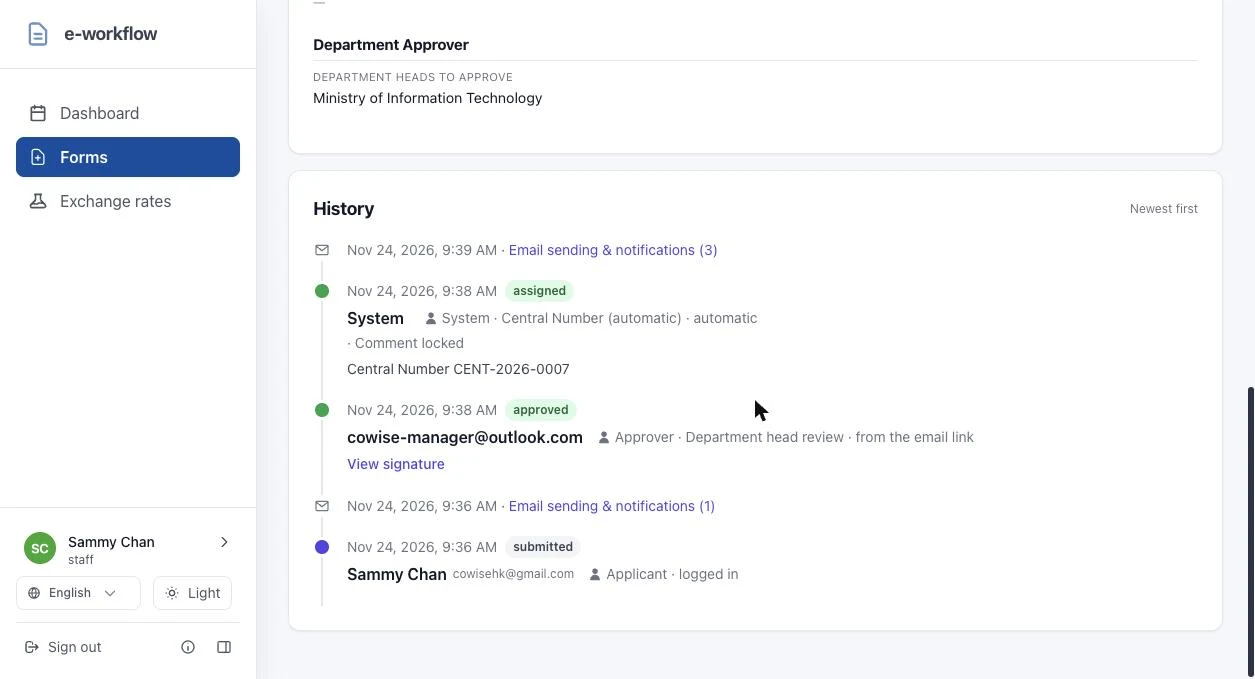 e-workflow
Dashboard
Forms
Exchange rates
SC
Sammy Chan
staff
English
Light
Sign out
Department Approver
DEPARTMENT HEADS TO APPROVE
Ministry of Information Technology
History
Newest first
Nov 24, 2026, 9:39 AM · Email sending & notifications (3)
Nov 24, 2026, 9:38 AM assigned
System System · Central Number (automatic) · automatic
· Comment locked
Central Number CENT-2026-0007
Nov 24, 2026, 9:38 AM approved
cowise-manager@outlook.com Approver · Department head review · from the email link
View signature
Nov 24, 2026, 9:36 AM · Email sending & notifications (1)
Nov 24, 2026, 9:36 AM submitted
Sammy Chan cowisehk@gmail.com Applicant · logged in